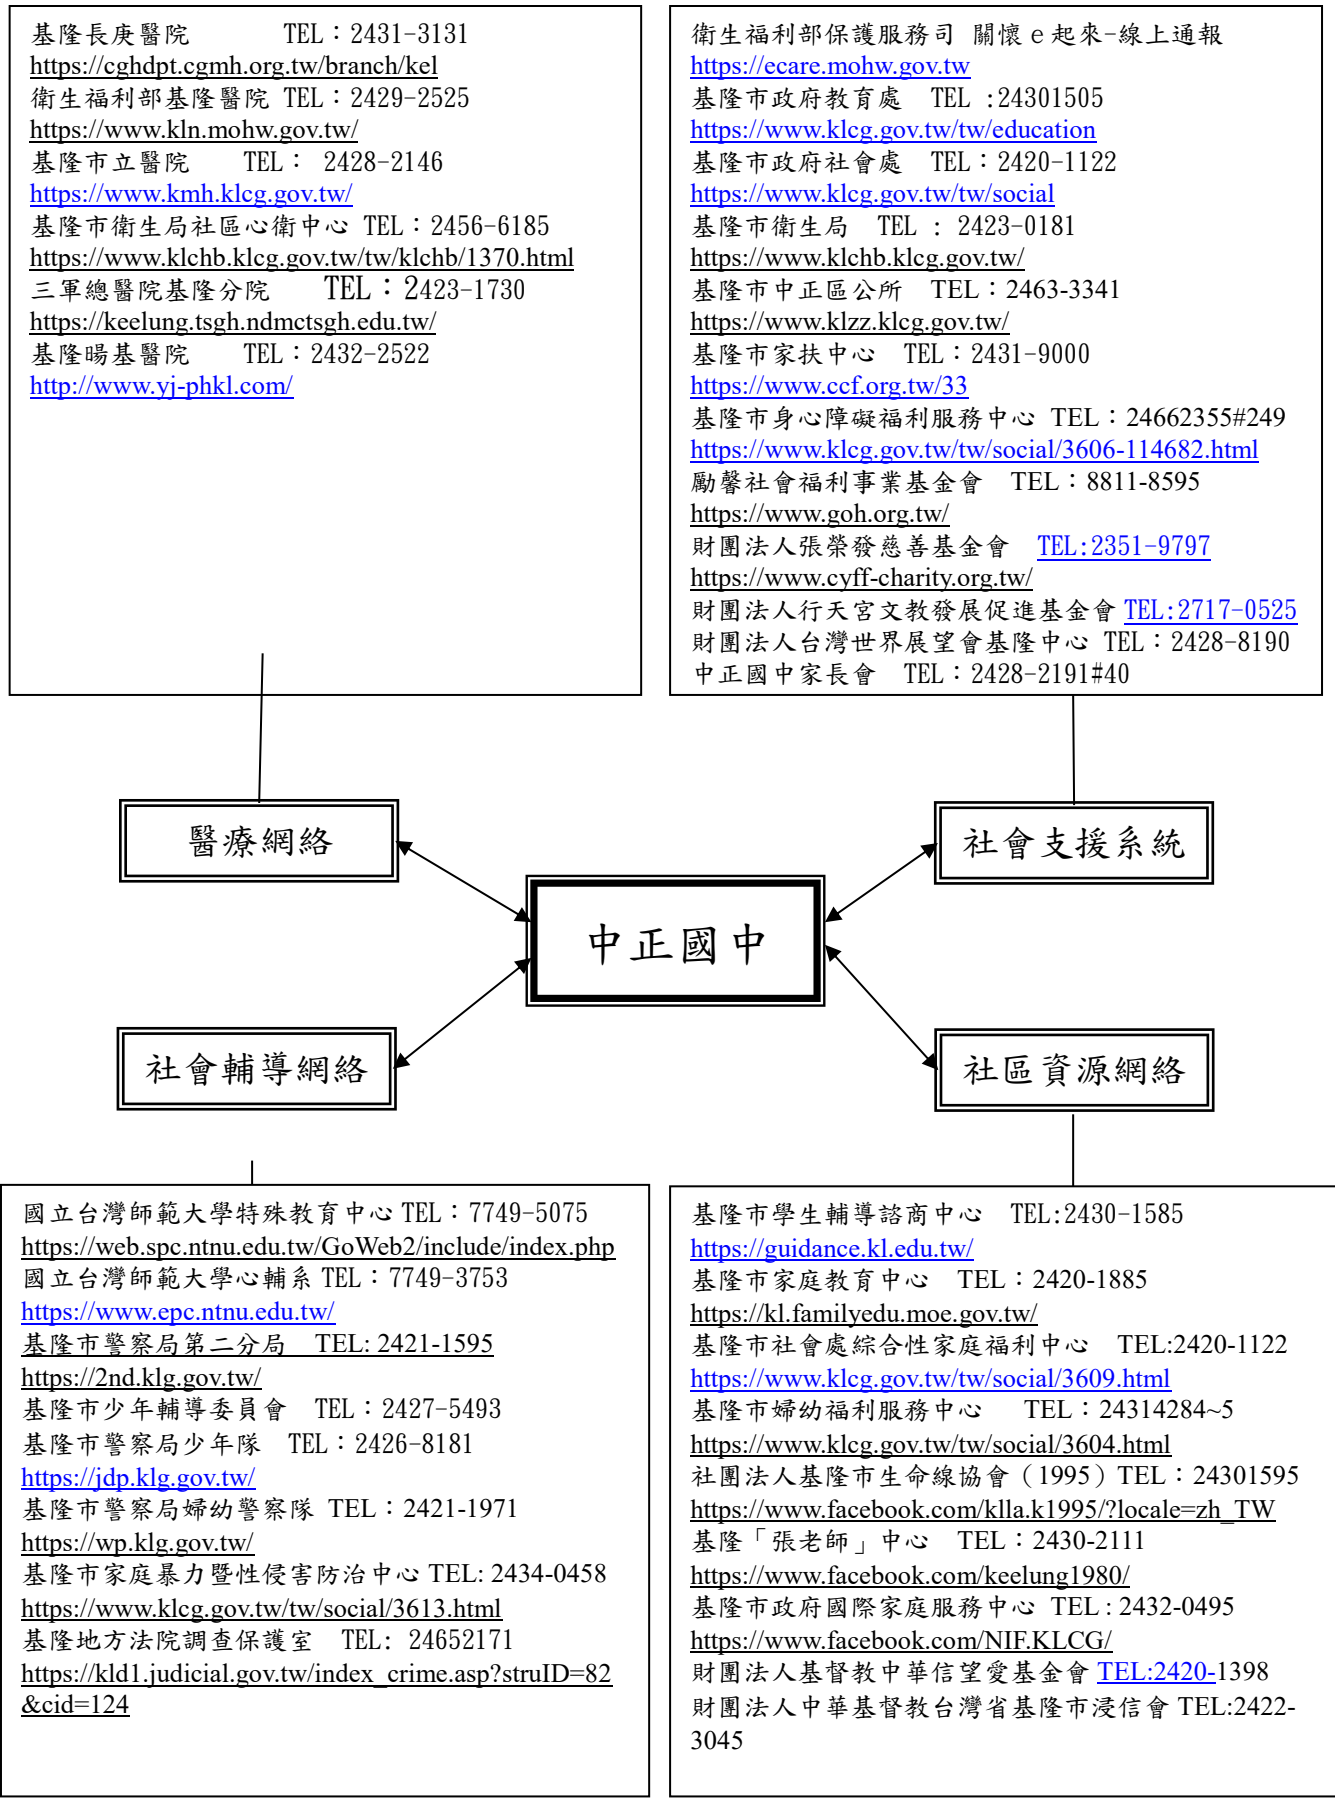 基隆長庚醫院 TEL：2431-3131
https://cghdpt.cgmh.org.tw/branch/kel
衛生福利部基隆醫院 TEL：2429-2525
https://www.kln.mohw.gov.tw/
基隆市立醫院 TEL： 2428-2146
https://www.kmh.klcg.gov.tw/
基隆市衛生局社區心衛中心 TEL：2456-6185
https://www.klchb.klcg.gov.tw/tw/klchb/1370.html
三軍總醫院基隆分院 TEL：2423-1730
https://keelung.tsgh.ndmctsgh.edu.tw/
基隆暘基醫院 TEL：2432-2522
http://www.yj-phkl.com/
衛生福利部保護服務司 關懷e起來-線上通報
https://ecare.mohw.gov.tw
基隆市政府教育處 TEL :24301505
https://www.klcg.gov.tw/tw/education
基隆市政府社會處 TEL：2420-1122
https://www.klcg.gov.tw/tw/social
基隆市衛生局 TEL : 2423-0181
https://www.klchb.klcg.gov.tw/
基隆市中正區公所 TEL：2463-3341
https://www.klzz.klcg.gov.tw/
基隆市家扶中心 TEL：2431-9000
https://www.ccf.org.tw/33
基隆市身心障礙福利服務中心 TEL：24662355#249
https://www.klcg.gov.tw/tw/social/3606-114682.html
勵馨社會福利事業基金會 TEL：8811-8595
https://www.goh.org.tw/
財團法人張榮發慈善基金會 TEL:2351-9797
https://www.cyff-charity.org.tw/
財團法人行天宮文教發展促進基金會 TEL:2717-0525
財團法人台灣世界展望會基隆中心 TEL：2428-8190
中正國中家長會 TEL：2428-2191#40
醫療網絡
社會支援系統
中正國中
社會輔導網絡
社區資源網絡
國立台灣師範大學特殊教育中心 TEL：7749-5075
https://web.spc.ntnu.edu.tw/GoWeb2/include/index.php
國立台灣師範大學心輔系 TEL：7749-3753
https://www.epc.ntnu.edu.tw/
基隆市警察局第二分局 TEL: 2421-1595
https://2nd.klg.gov.tw/
基隆市少年輔導委員會 TEL：2427-5493
基隆市警察局少年隊 TEL：2426-8181
https://jdp.klg.gov.tw/
基隆市警察局婦幼警察隊 TEL：2421-1971
https://wp.klg.gov.tw/
基隆市家庭暴力暨性侵害防治中心 TEL: 2434-0458
https://www.klcg.gov.tw/tw/social/3613.html
基隆地方法院調查保護室 TEL: 24652171
https://kld1.judicial.gov.tw/index_crime.asp?struID=82
&cid=124
基隆市學生輔導諮商中心 TEL:2430-1585
https://guidance.kl.edu.tw/
基隆市家庭教育中心 TEL：2420-1885
https://kl.familyedu.moe.gov.tw/
基隆市社會處綜合性家庭福利中心 TEL:2420-1122
https://www.klcg.gov.tw/tw/social/3609.html
基隆市婦幼福利服務中心 TEL：24314284~5
https://www.klcg.gov.tw/tw/social/3604.html
社團法人基隆市生命線協會（1995）TEL：24301595
https://www.facebook.com/klla.k1995/?locale=zh_TW
基隆「張老師」中心 TEL：2430-2111
https://www.facebook.com/keelung1980/
基隆市政府國際家庭服務中心 TEL : 2432-0495
https://www.facebook.com/NIF.KLCG/
財團法人基督教中華信望愛基金會 TEL:2420-1398
財團法人中華基督教台灣省基隆市浸信會 TEL:2422-
3045